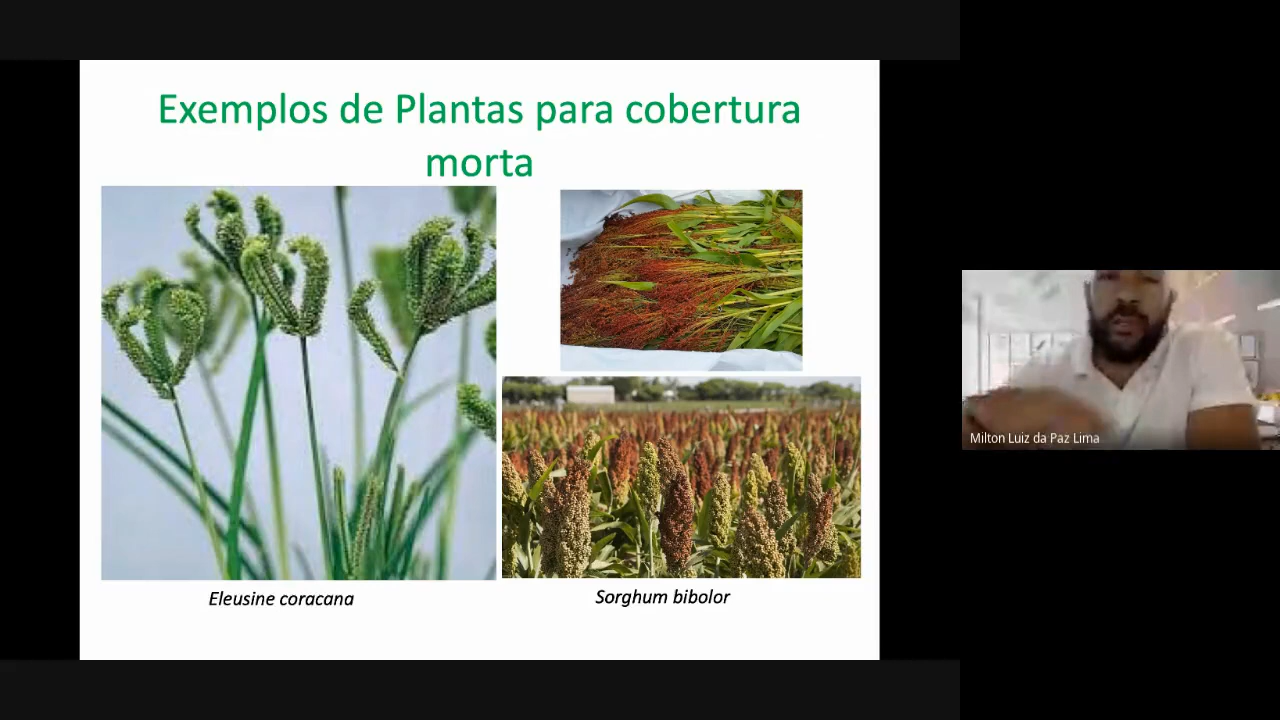 Exemplos de Plantas para cobertura
morta
Eleusine coracana
Sorghum bibolor
Milton Luiz da Paz Lima